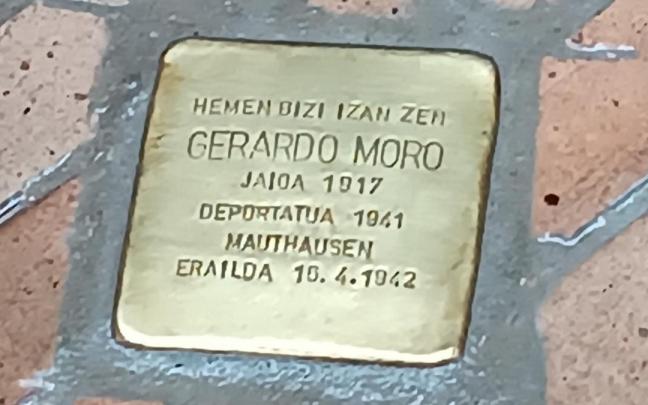 HEMEN BIZI IZAN ZEN
GERARDO MORO
JAIOA 1917
DEPORTATUA 1941
MAUTHAUSEN
ERAILDA 16.4.1942